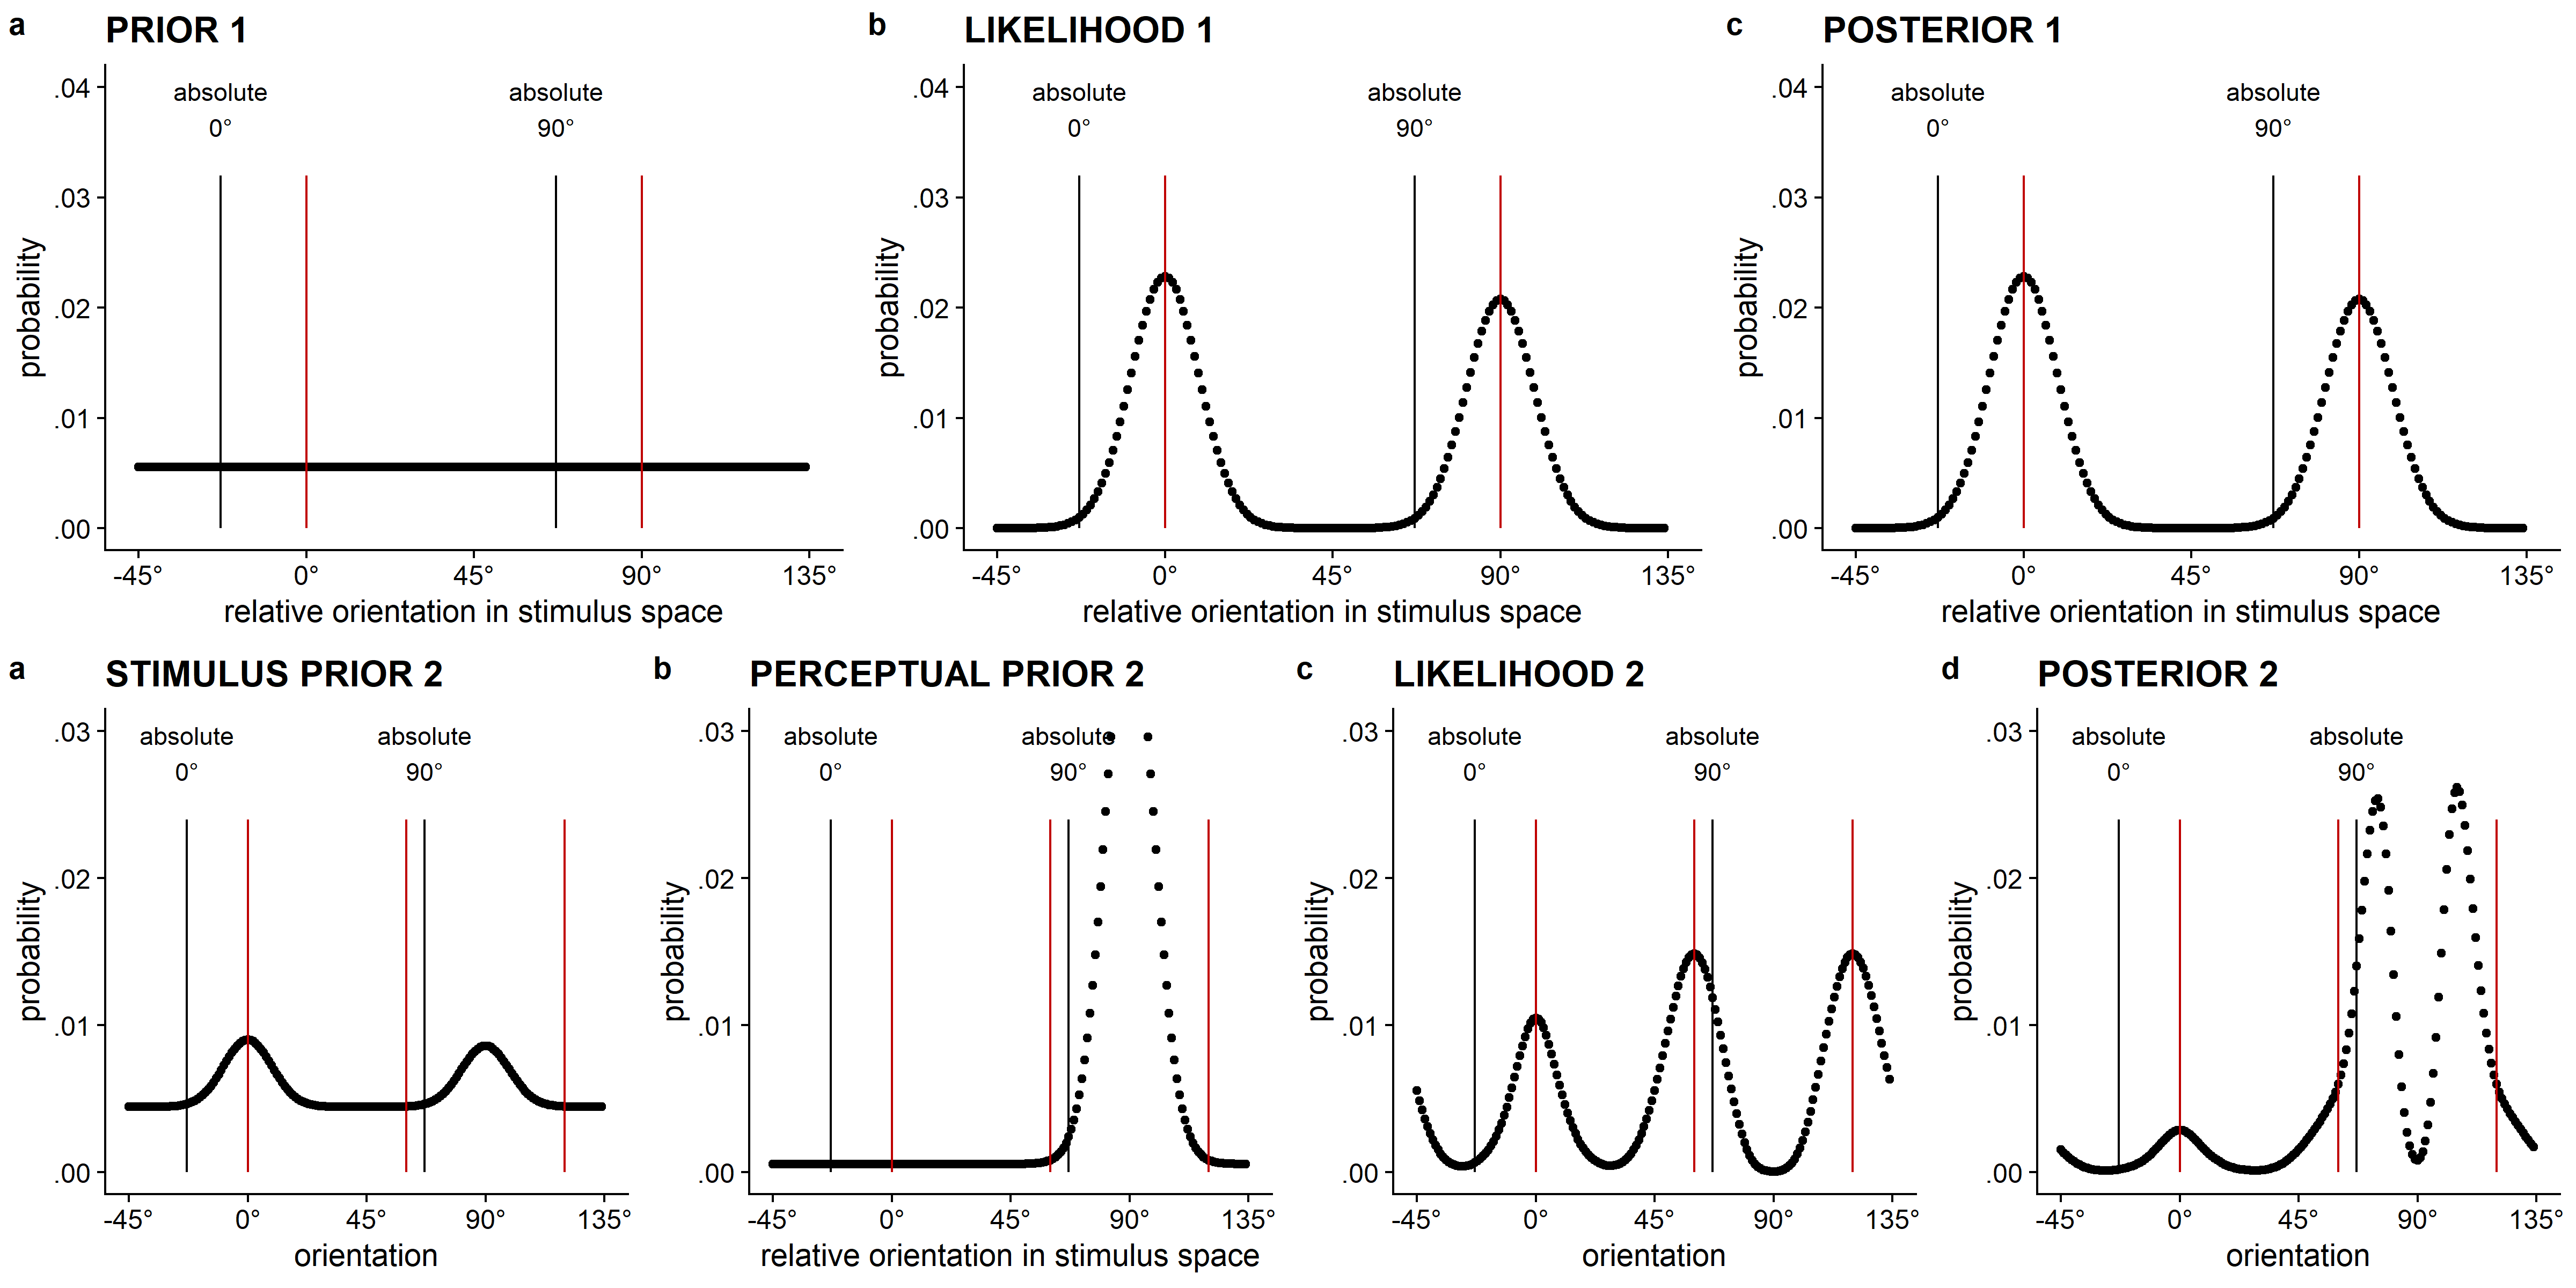 a PRIOR 1
.04
.03
.02
.01
.00
absolute
0°
absolute
90°
probability
-45° 0° 45° 90° 135°
relative orientation in stimulus space
b LIKELIHOOD 1
.04
.03
.02
.01
.00
absolute
0°
absolute
90°
probability
-45° 0° 45° 90° 135°
relative orientation in stimulus space
c POSTERIOR 1
.04
.03
.02
.01
.00
absolute
0°
absolute
90°
probability
-45° 0° 45° 90° 135°
relative orientation in stimulus space
a STIMULUS PRIOR 2
.03
.02
.01
.00
absolute
0°
absolute
90°
probability
-45° 0° 45° 90° 135°
orientation
b PERCEPTUAL PRIOR 2
.03
.02
.01
.00
absolute
0°
absolute
90°
probability
-45° 0° 45° 90° 135°
relative orientation in stimulus space
c LIKELIHOOD 2
.03
.02
.01
.00
absolute
0°
absolute
90°
probability
-45° 0° 45° 90° 135°
orientation
d POSTERIOR 2
.03
.02
.01
.00
absolute
0°
absolute
90°
probability
-45° 0° 45° 90° 135°
orientation